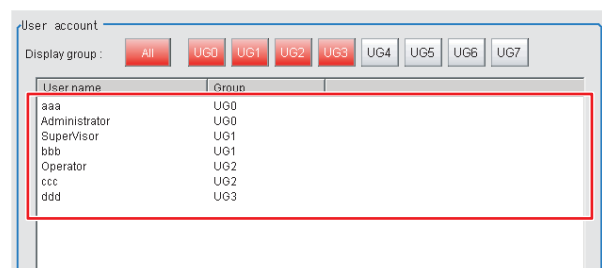 User account
Display group : All UG0 UG1 UG2 UG3 UG4 UG5 UG6 UG7
User name Group
aaa UG0
Administrator UG0
SuperVisor UG1
bbb UG1
Operator UG2
ccc UG2
ddd UG3